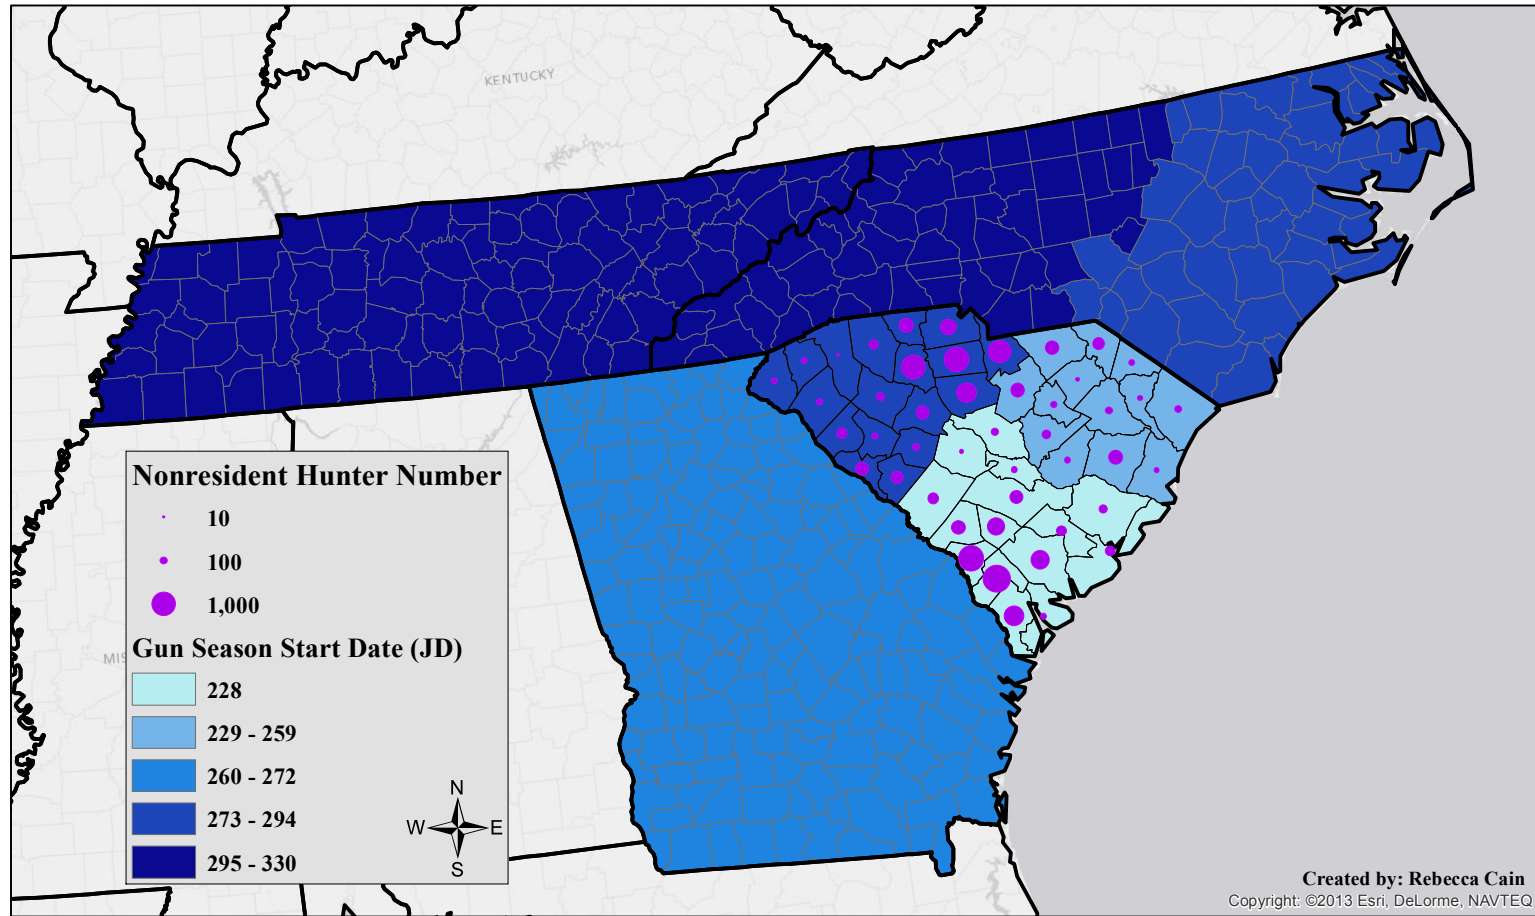 KENTUCKY
Nonresident Hunter Number
10
100
1,000
Gun Season Start Date (JD)
MIS
228
229 - 259
260 - 272
273 - 294
295 - 330
N
W E
S
Created by: Rebecca Cain
Copyright: ©2013 Esri, DeLorme, NAVTEQ